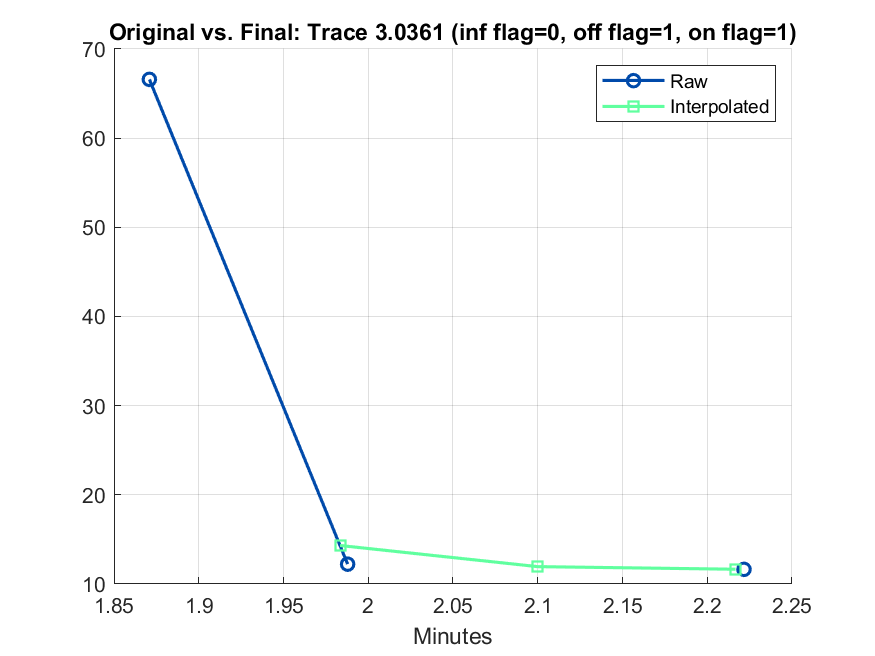 Original vs. Final: Trace 3.0361 (inf flag=0, off flag=1, on flag=1)
70
60
50
40
30
20
10
Raw
Interpolated
1.85 1.9 1.95 2 2.05 2.1 2.15 2.2 2.25
Minutes